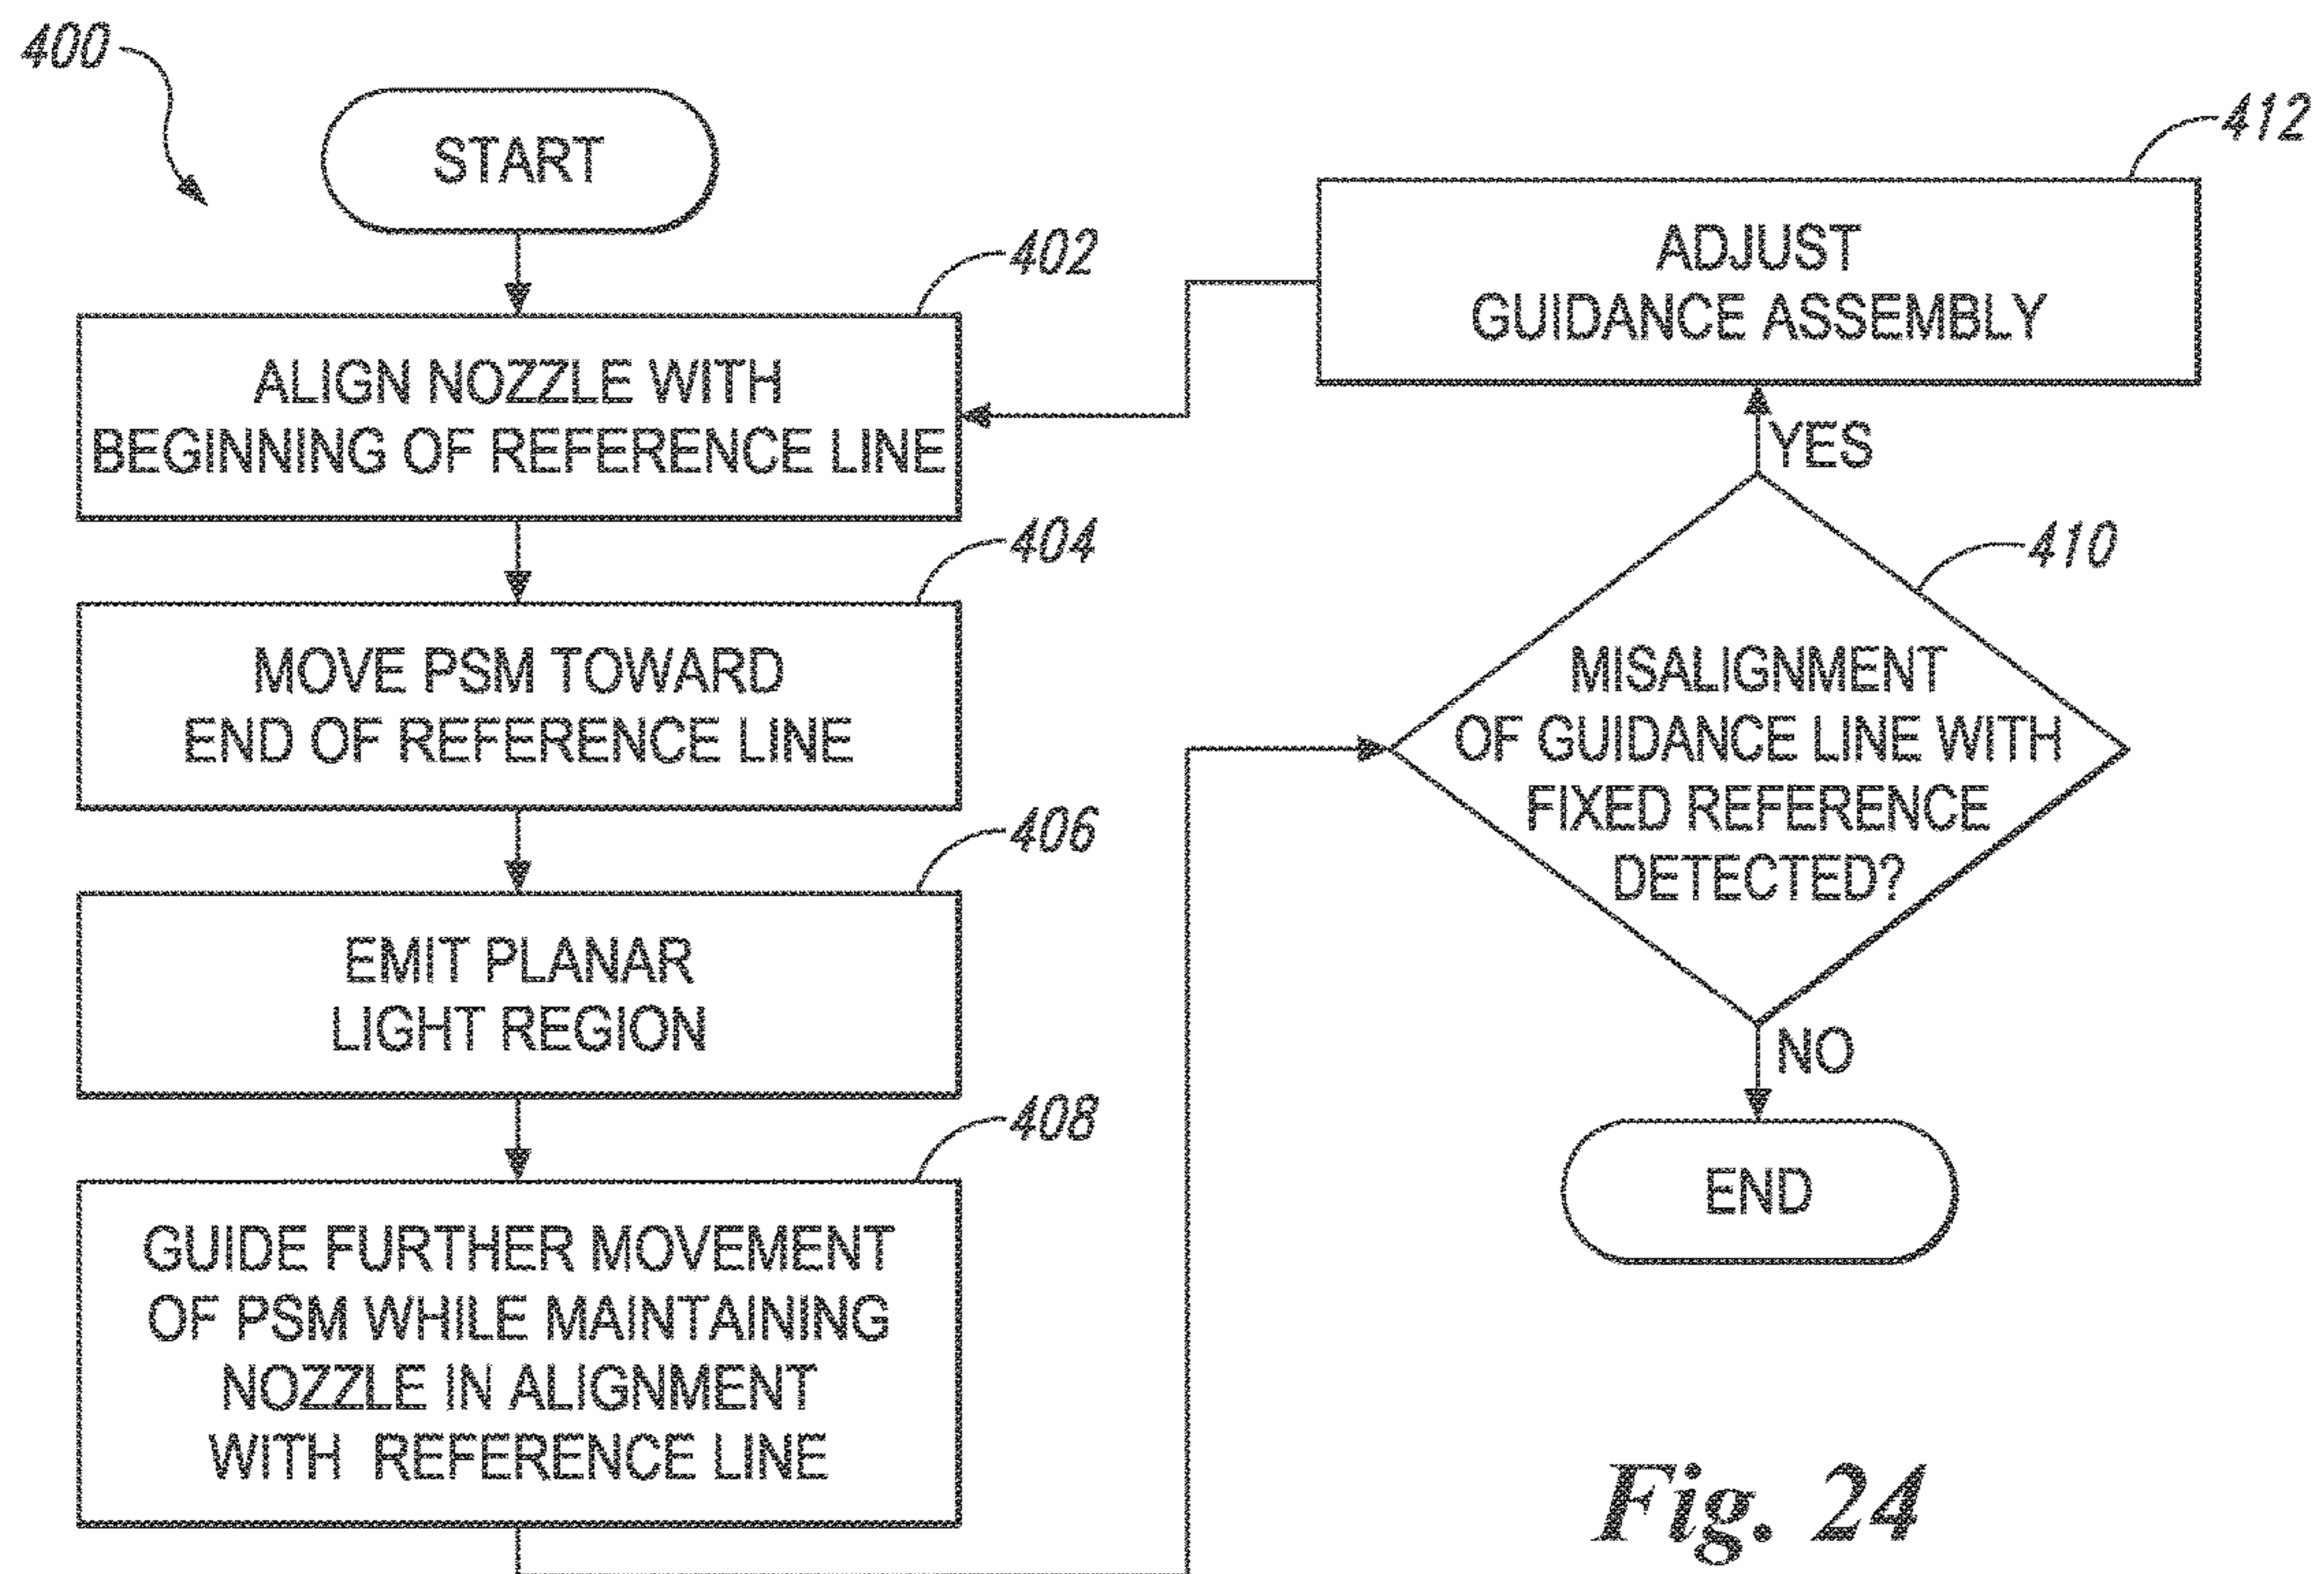 400
START
402
ALIGN NOZZLE WITH
BEGINNING OF REFERENCE LINE
404
MOVE PSM TOWARD
END OF REFERENCE LINE
406
EMIT PLANAR
LIGHT REGION
408
GUIDE FURTHER MOVEMENT
OF PSM WHILE MAINTAINING
NOZZLE IN ALIGNMENT
WITH REFERENCE LINE
412
ADJUST
GUIDANCE ASSEMBLY
YES
410
MISALIGNMENT
OF GUIDANCE LINE WITH
FIXED REFERENCE
DETECTED?
NO
END
Fig. 24